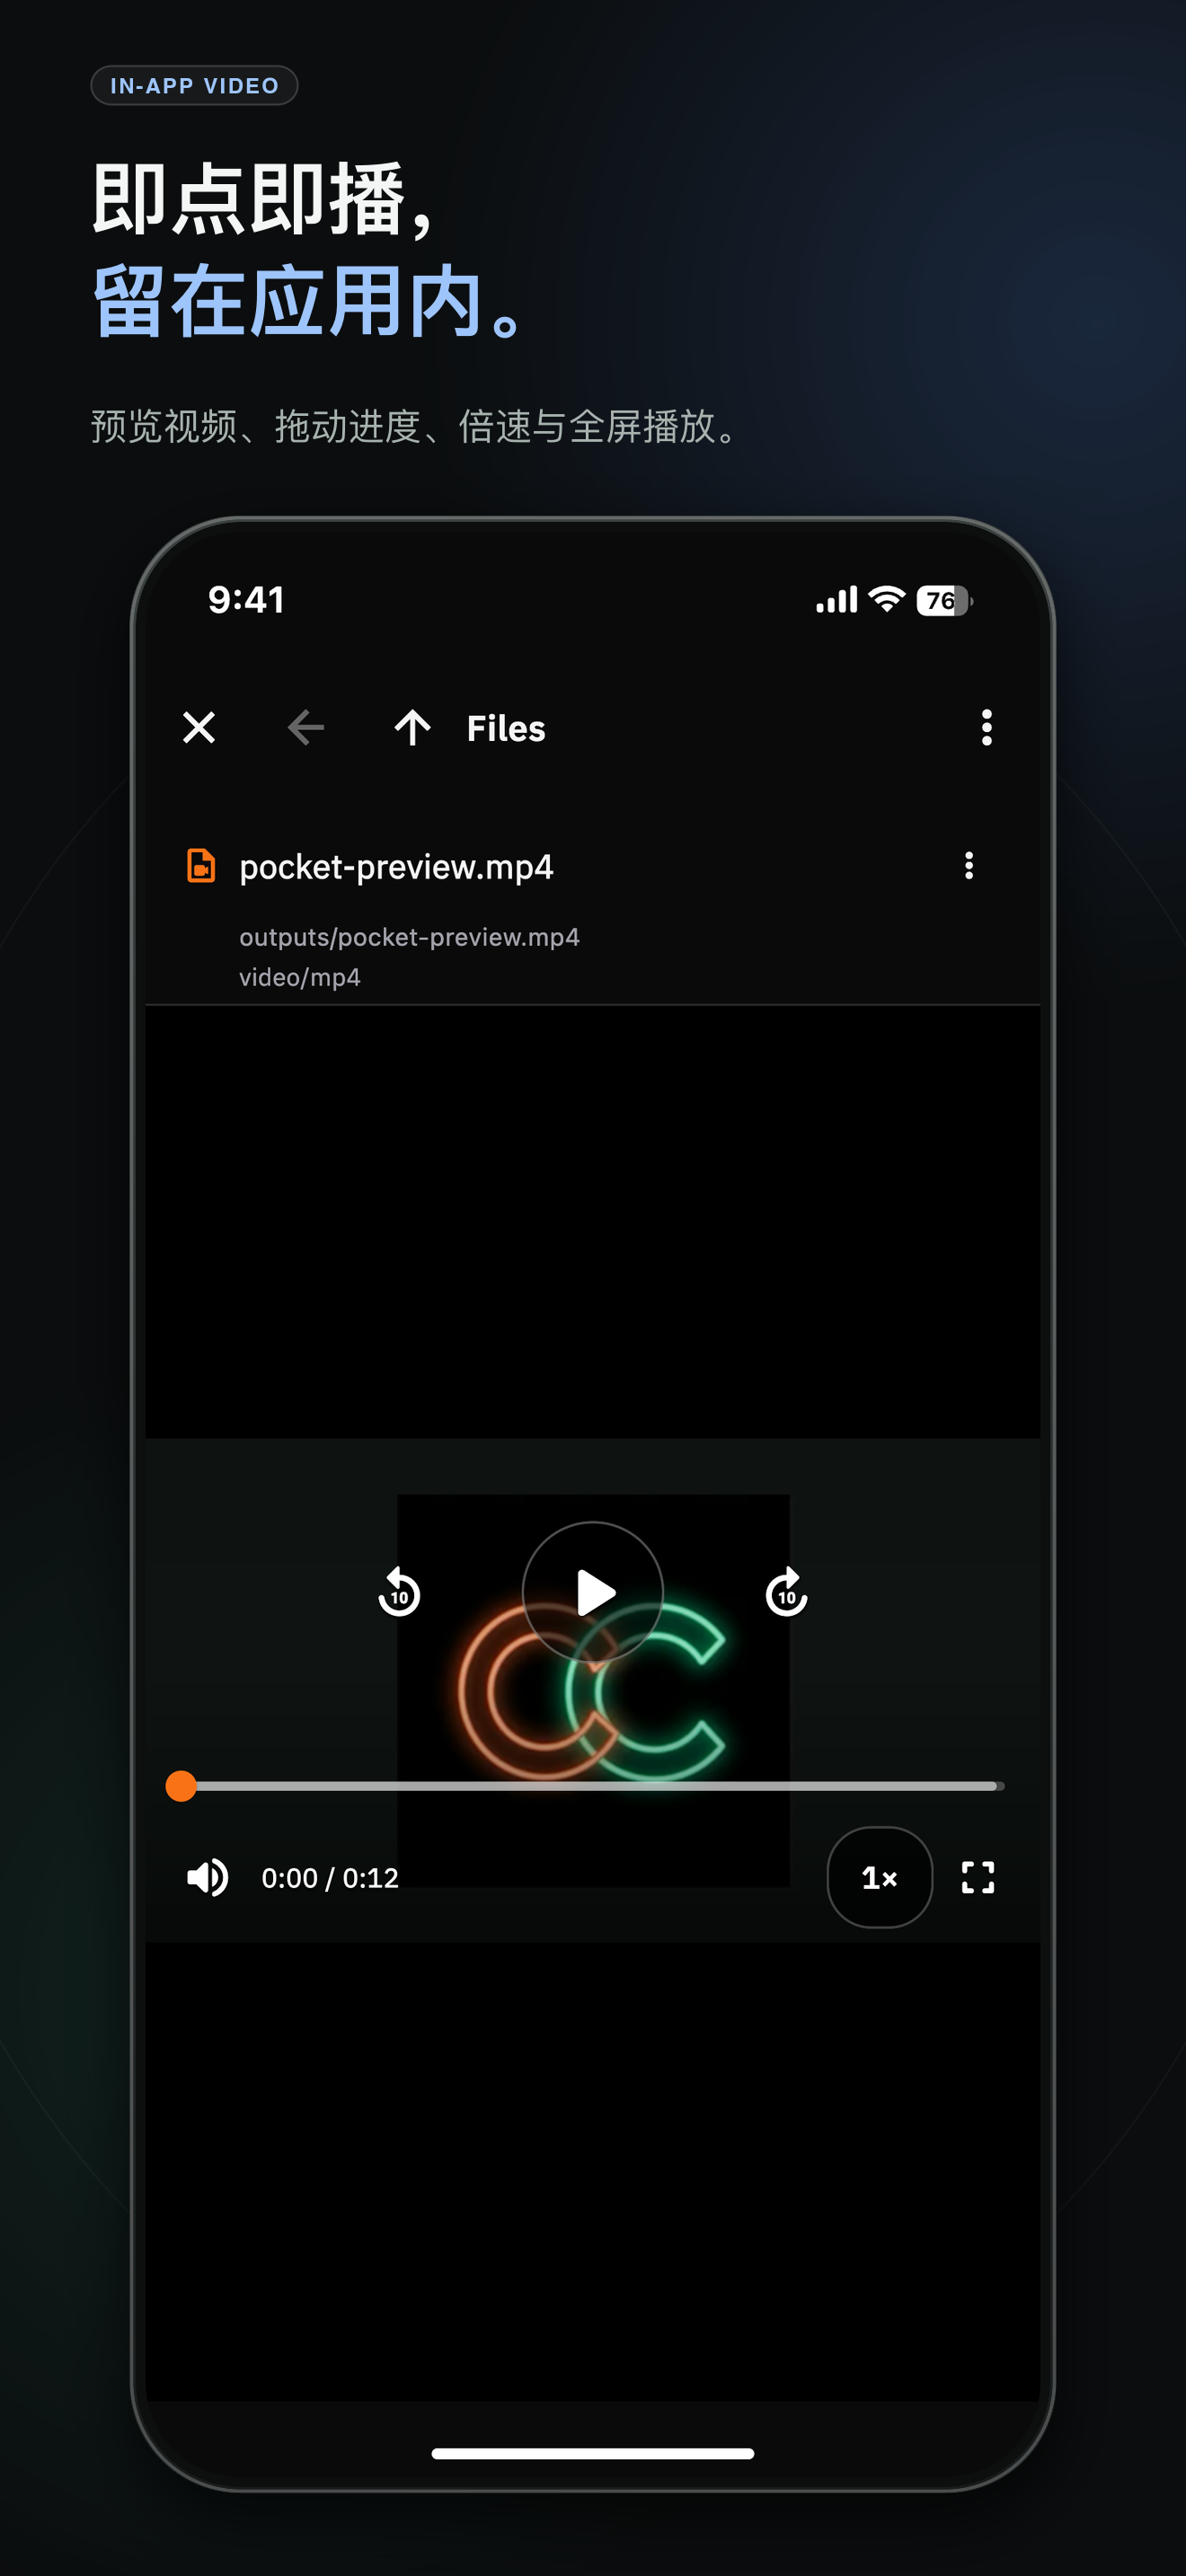 IN-APP VIDEO
即点即播，
留在应用内。
预览视频、拖动进度、倍速与全屏播放。
9:41
76
Files
pocket-preview.mp4
outputs/pocket-preview.mp4
video/mp4
10
10
CC
0:00 / 0:12
1×